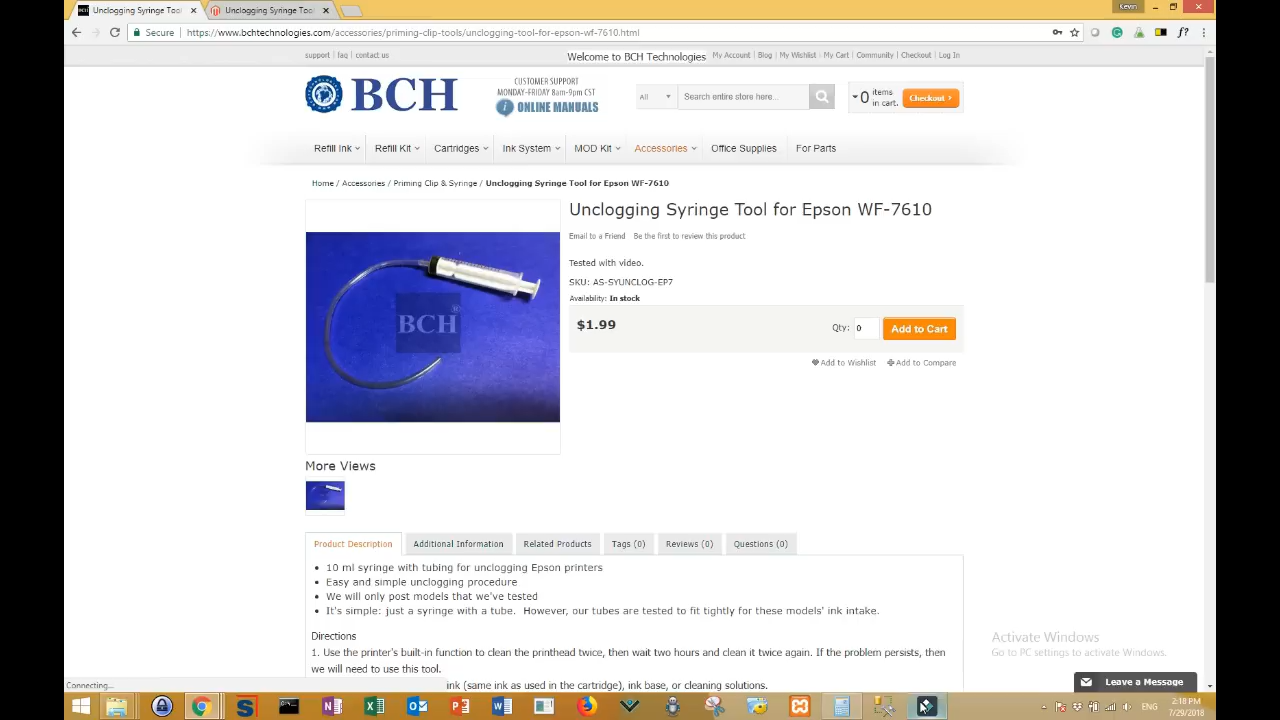 Unclogging Syringe Tool
Unclogging Syringe Tool
Kevin
Secure
https://www.bchtechnologies.com/accessories/priming-clip-tools/unclogging-tool-for-epson-wf-7610.html
support | faq | contact us
Welcome to BCH Technologies
My Account | Blog | My Wishlist | My Cart | Community | Checkout | Log In
BCH
CUSTOMER SUPPORT
MONDAY-FRIDAY 8am-9pm CST
ONLINE MANUALS
All
Search entire store here...
0 items in cart.
Checkout >
Refill Ink
Refill Kit
Cartridges
Ink System
MOD Kit
Accessories
Office Supplies
For Parts
Home / Accessories / Priming Clip & Syringe / Unclogging Syringe Tool for Epson WF-7610
Unclogging Syringe Tool for Epson WF-7610
Email to a Friend Be the first to review this product
Tested with video.
SKU: AS-SYUNCLOG-EP7
Availability: In stock
$1.99
Qty: 0
Add to Cart
Add to Wishlist
Add to Compare
BCH®
More Views
Product Description
Additional Information
Related Products
Tags (0)
Reviews (0)
Questions (0)
• 10 ml syringe with tubing for unclogging Epson printers
• Easy and simple unclogging procedure
• We will only post models that we've tested
• It's simple: just a syringe with a tube. However, our tubes are tested to fit tightly for these models' ink intake.
Directions
1. Use the printer's built-in function to clean the printhead twice, then wait two hours and clean it twice again. If the problem persists, then
we will need to use this tool.
ink (same ink as used in the cartridge), ink base, or cleaning solutions.
Connecting...
Activate Windows
Go to PC settings to activate Windows.
Leave a Message
ENG
2:18 PM
7/29/2018